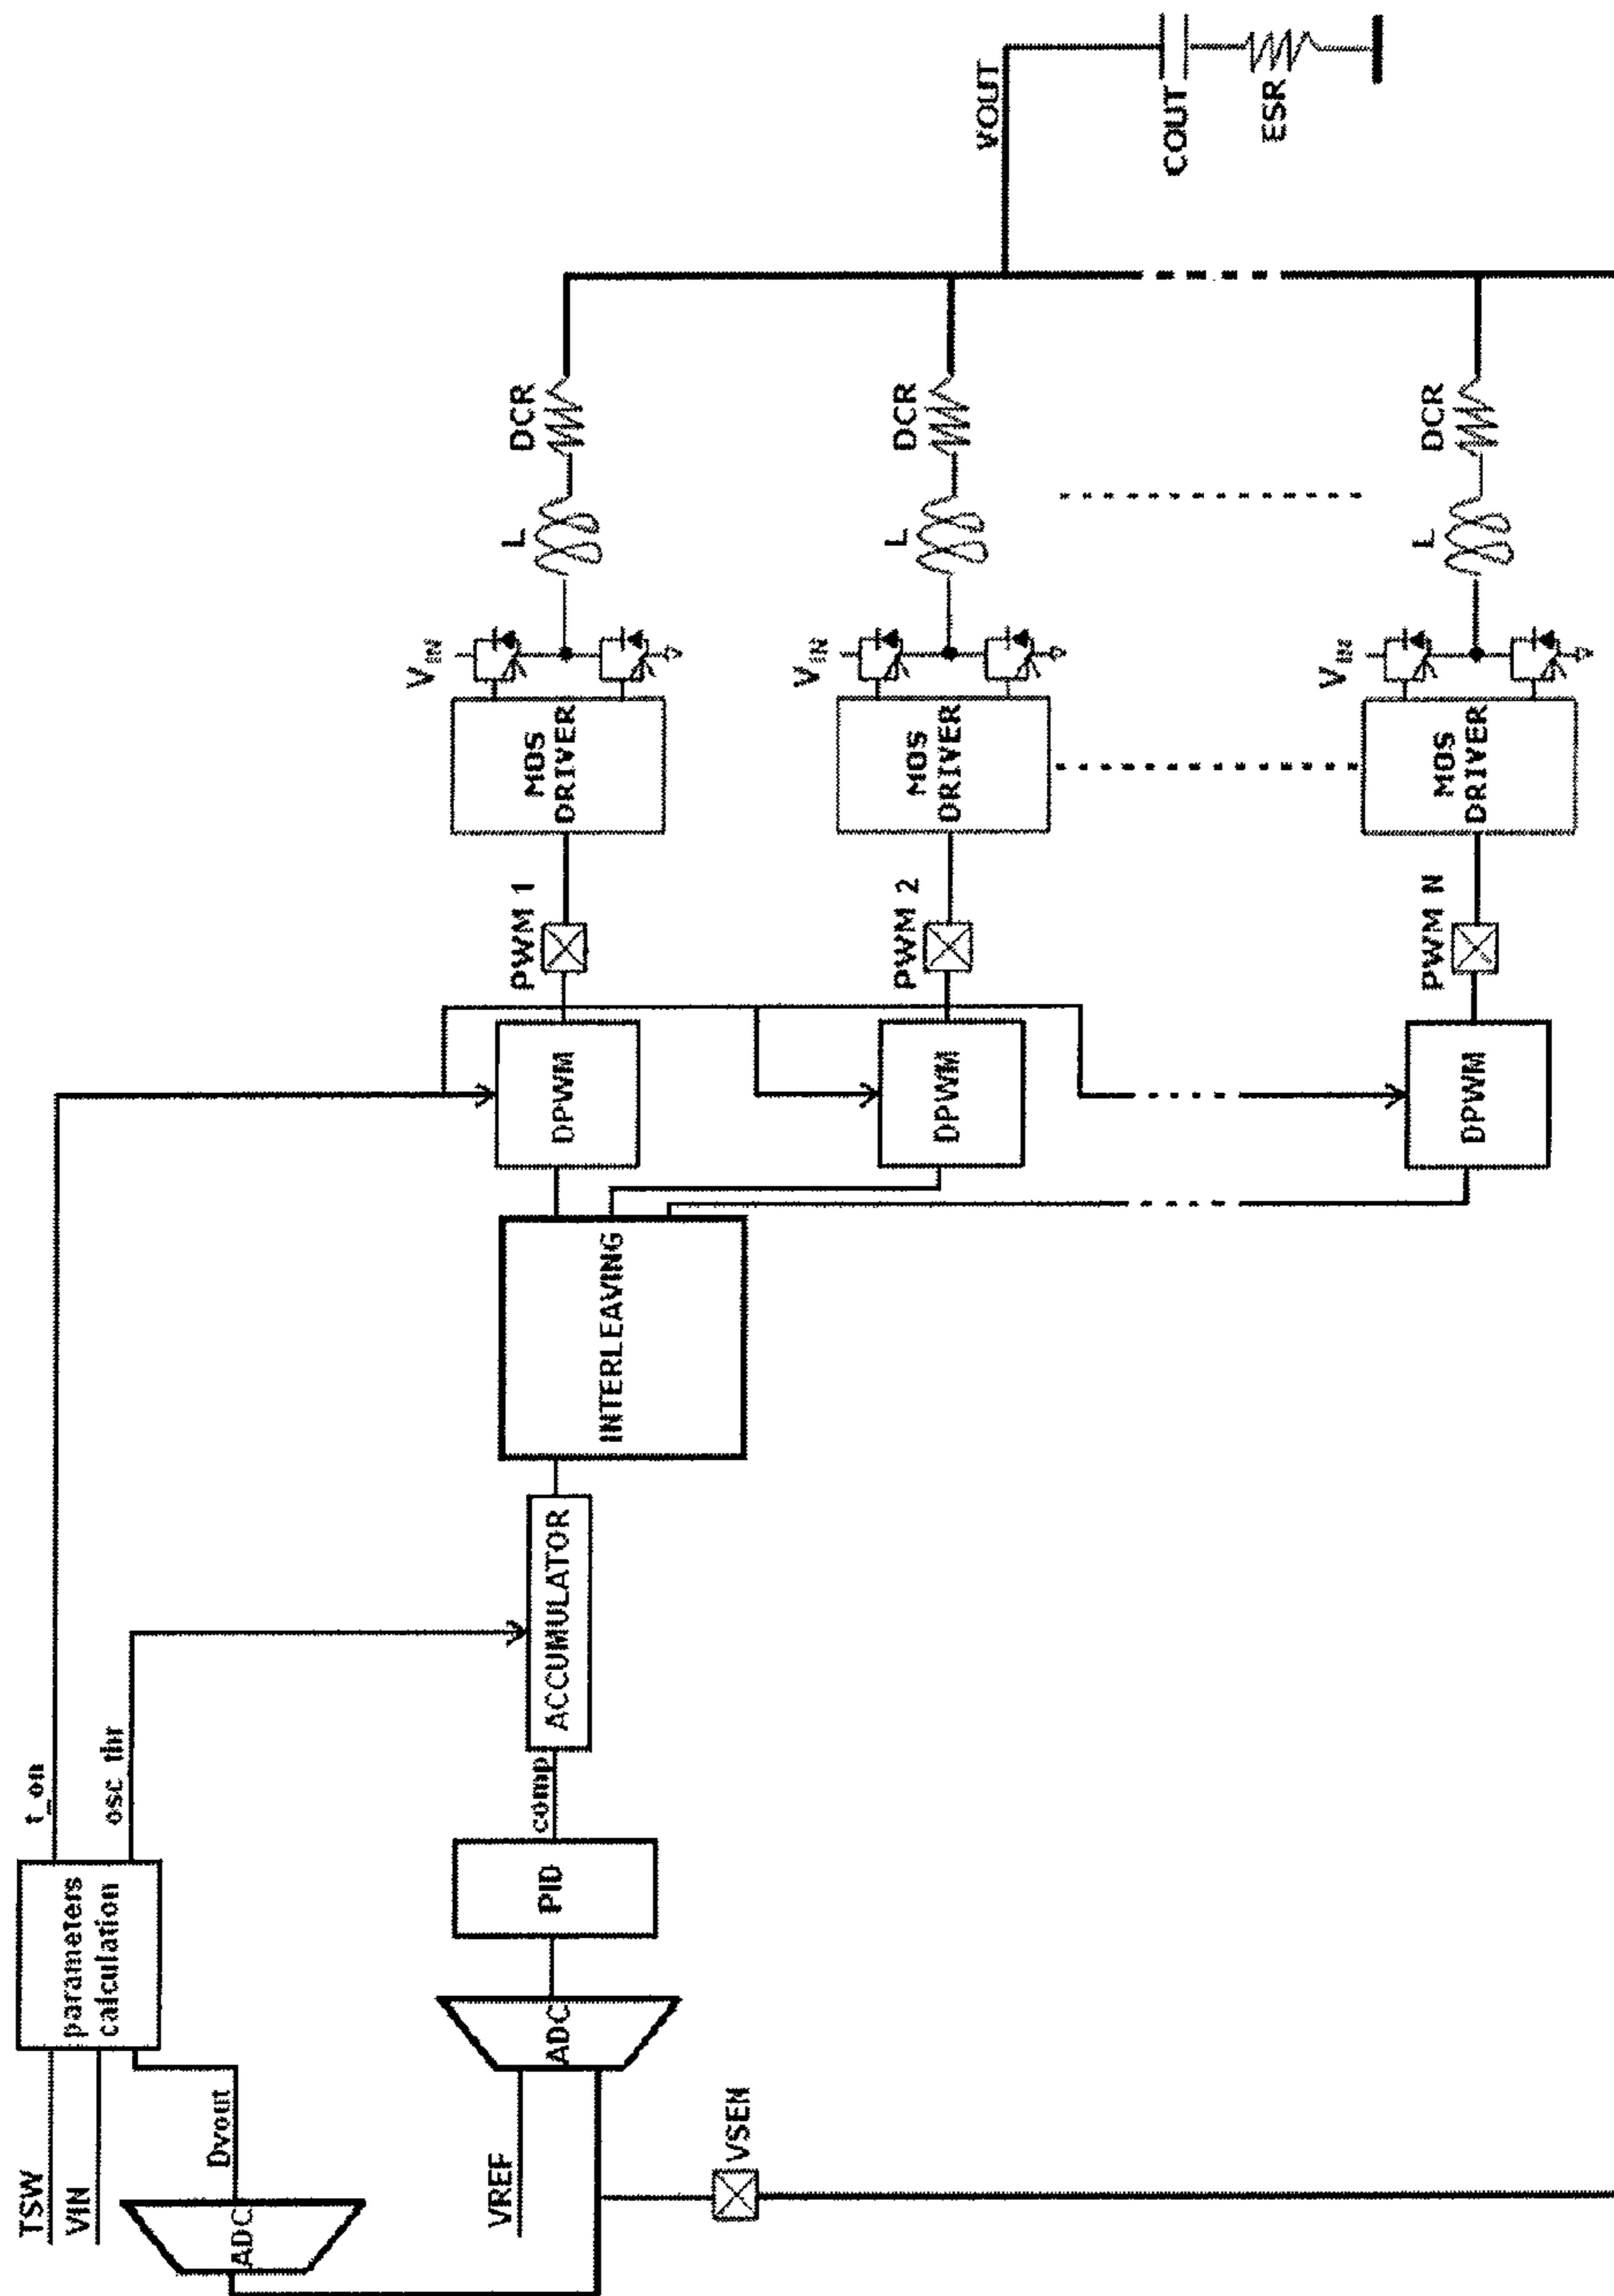 TSW
VIN
ADC
Dvout
parameters
calculation
t_on
osc_thr
VREF
ADC
VSEN
PID
comp
ACCUMULATOR
INTERLEAVING
DPWM
PWM 1
MOS
DRIVER
VIN
L
DCR
DPWM
PWM 2
MOS
DRIVER
VIN
L
DCR
DPWM
PWM N
MOS
DRIVER
VIN
L
DCR
VOUT
COUT
ESR